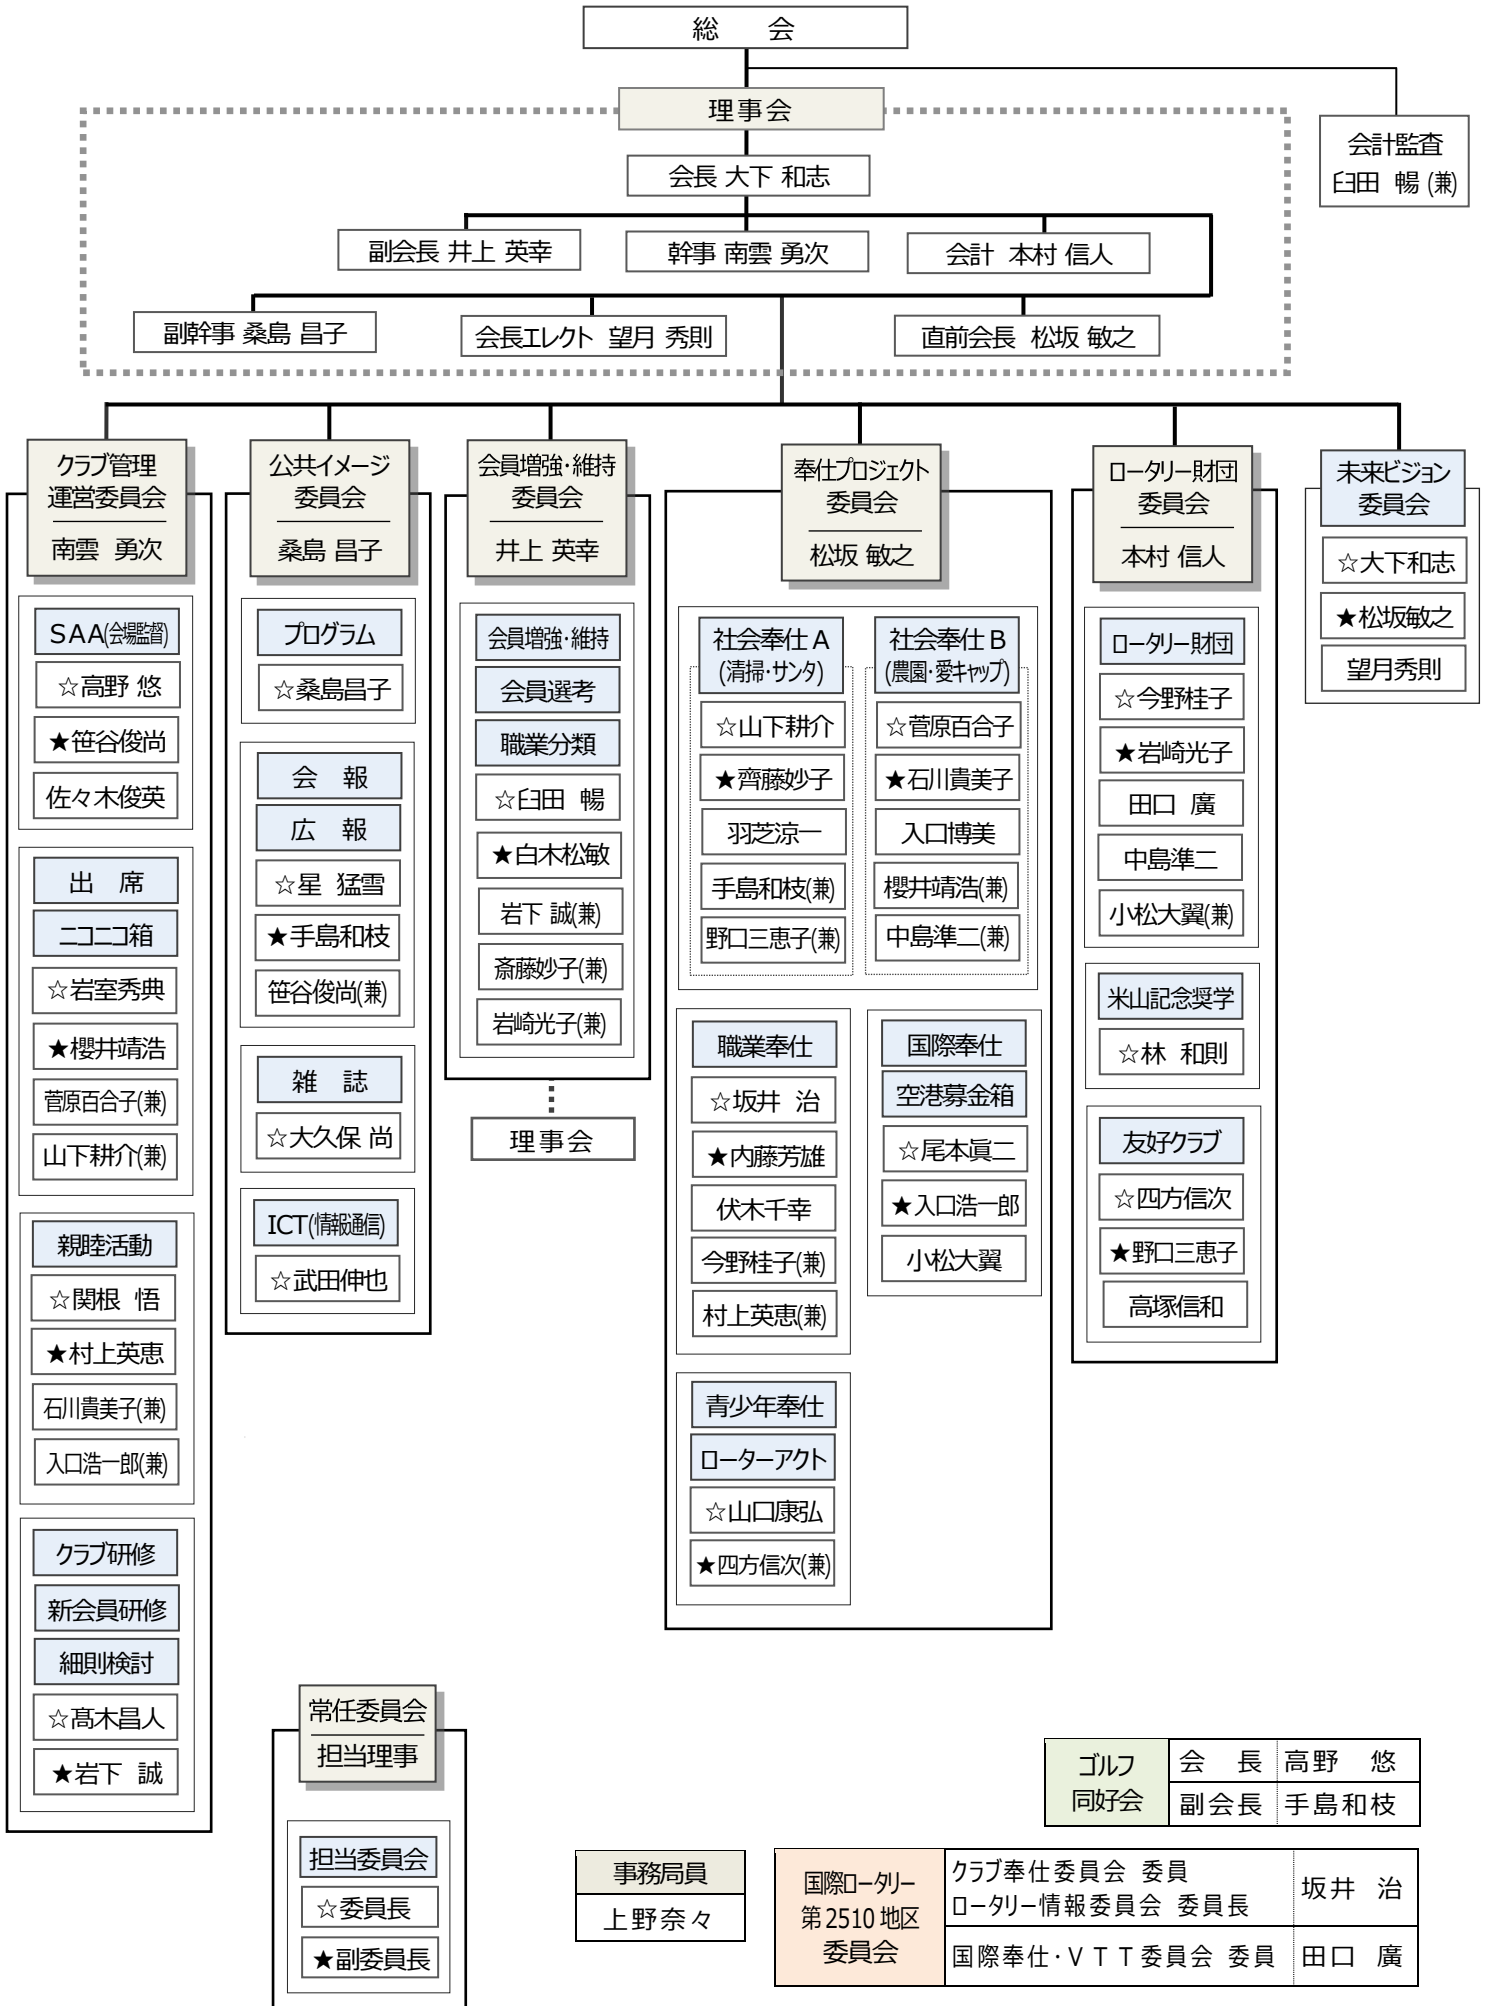 総　会
理事会
会計監査
臼田　暢 (兼)
会長 大下 和志
副会長 井上 英幸
幹事 南雲 勇次
会計 本村 信人
副幹事 桑島 昌子
会長エレクト 望月 秀則
直前会長 松坂 敏之
クラブ管理
運営委員会
南雲 勇次
SAA(会場監督)
☆高野 悠
★笹谷俊尚
佐々木俊英
出　席
ニコニコ箱
☆岩室秀典
★櫻井靖浩
菅原百合子(兼)
山下耕介(兼)
親睦活動
☆関根 悟
★村上英恵
石川貴美子(兼)
入口浩一郎(兼)
クラブ研修
新会員研修
細則検討
☆髙木昌人
★岩下 誠
公共イメージ
委員会
桑島 昌子
プログラム
☆桑島昌子
会　報
広　報
☆星 猛雪
★手島和枝
笹谷俊尚(兼)
雑　誌
☆大久保 尚
ICT(情報通信)
☆武田伸也
会員増強・維持
委員会
井上 英幸
会員増強・維持
会員選考
職業分類
☆臼田 暢
★白木松敏
岩下 誠(兼)
斎藤妙子(兼)
岩崎光子(兼)
理事会
奉仕プロジェクト
委員会
松坂 敏之
社会奉仕 A
(清掃・サンタ)
☆山下耕介
★齊藤妙子
羽芝涼一
手島和枝(兼)
野口三恵子(兼)
社会奉仕 B
(農園・愛キャップ)
☆菅原百合子
★石川貴美子
入口博美
櫻井靖浩(兼)
中島準二(兼)
職業奉仕
☆坂井 治
★内藤芳雄
伏木千幸
今野桂子(兼)
村上英恵(兼)
国際奉仕
空港募金箱
☆尾本眞二
★入口浩一郎
小松大翼
青少年奉仕
ローターアクト
☆山口康弘
★四方信次(兼)
ロータリー財団
委員会
本村 信人
ロータリー財団
☆今野桂子
★岩崎光子
田口 廣
中島準二
小松大翼(兼)
米山記念奨学
☆林 和則
友好クラブ
☆四方信次
★野口三恵子
高塚信和
未来ビジョン
委員会
☆大下和志
★松坂敏之
望月秀則
常任委員会
担当理事
担当委員会
☆委員長
★副委員長
ゴルフ
同好会
会　長 高野　悠
副会長 手島和枝
事務局員
上野奈々
国際ロータリー
第2510地区
委員会
クラブ奉仕委員会 委員
ロータリー情報委員会 委員長
坂井 治
国際奉仕・ＶＴＴ委員会 委員
田口 廣